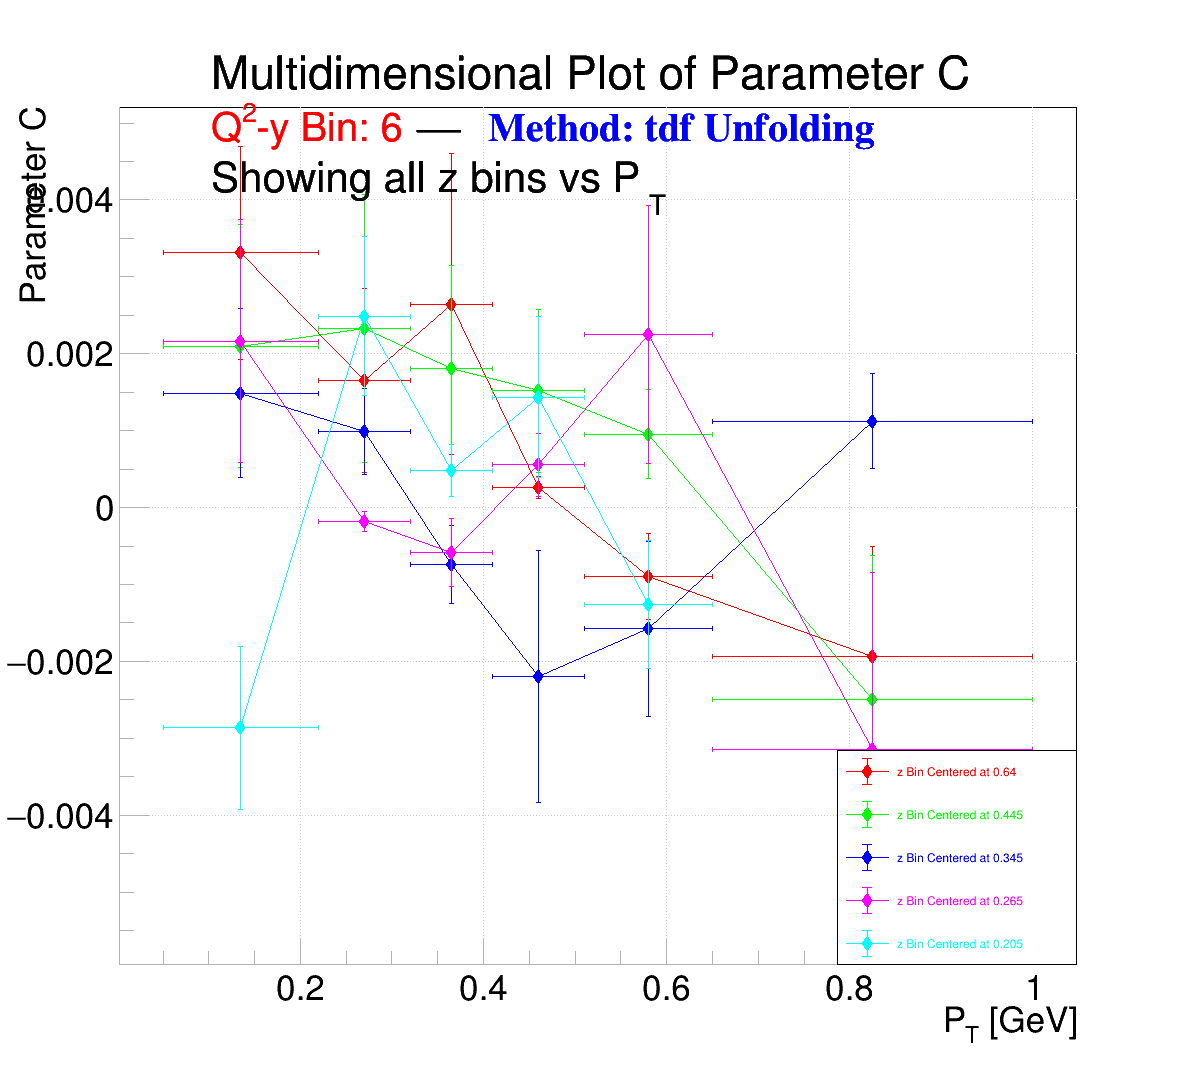 Multidimensional Plot of Parameter C
Q²-y Bin: 6 — Method: tdf Unfolding
Showing all z bins vs P_T
Parameter C
0.004
0.002
0
−0.002
−0.004
z Bin Centered at 0.64
z Bin Centered at 0.445
z Bin Centered at 0.345
z Bin Centered at 0.265
z Bin Centered at 0.205
0.2 0.4 0.6 0.8 1
P_T [GeV]